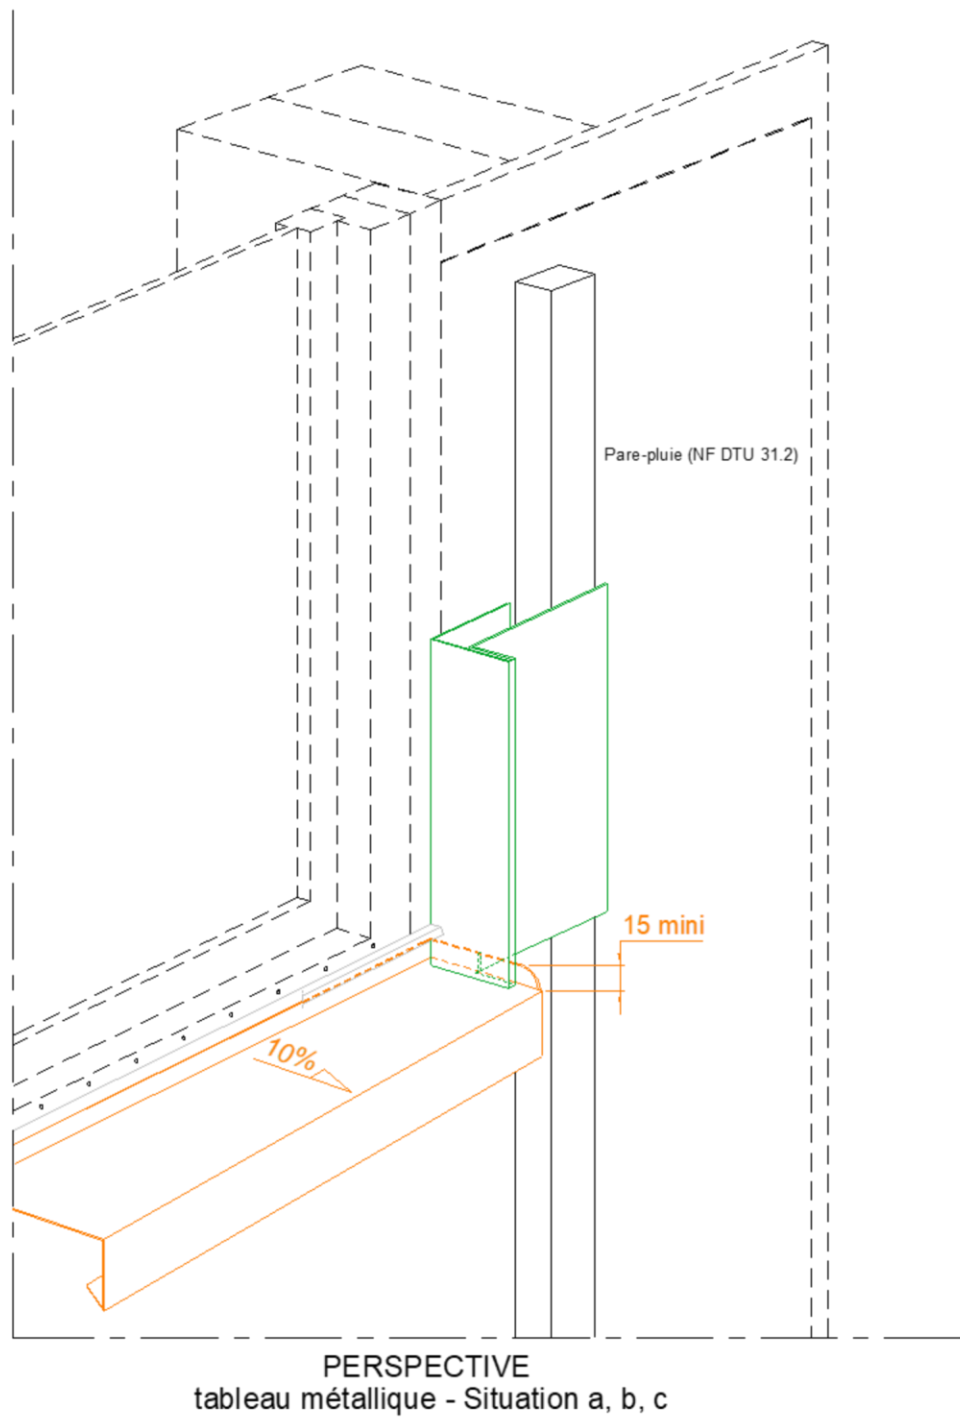 Pare-pluie (NF DTU 31.2)
15 mini
10%
PERSPECTIVE
tableau métallique - Situation a, b, c